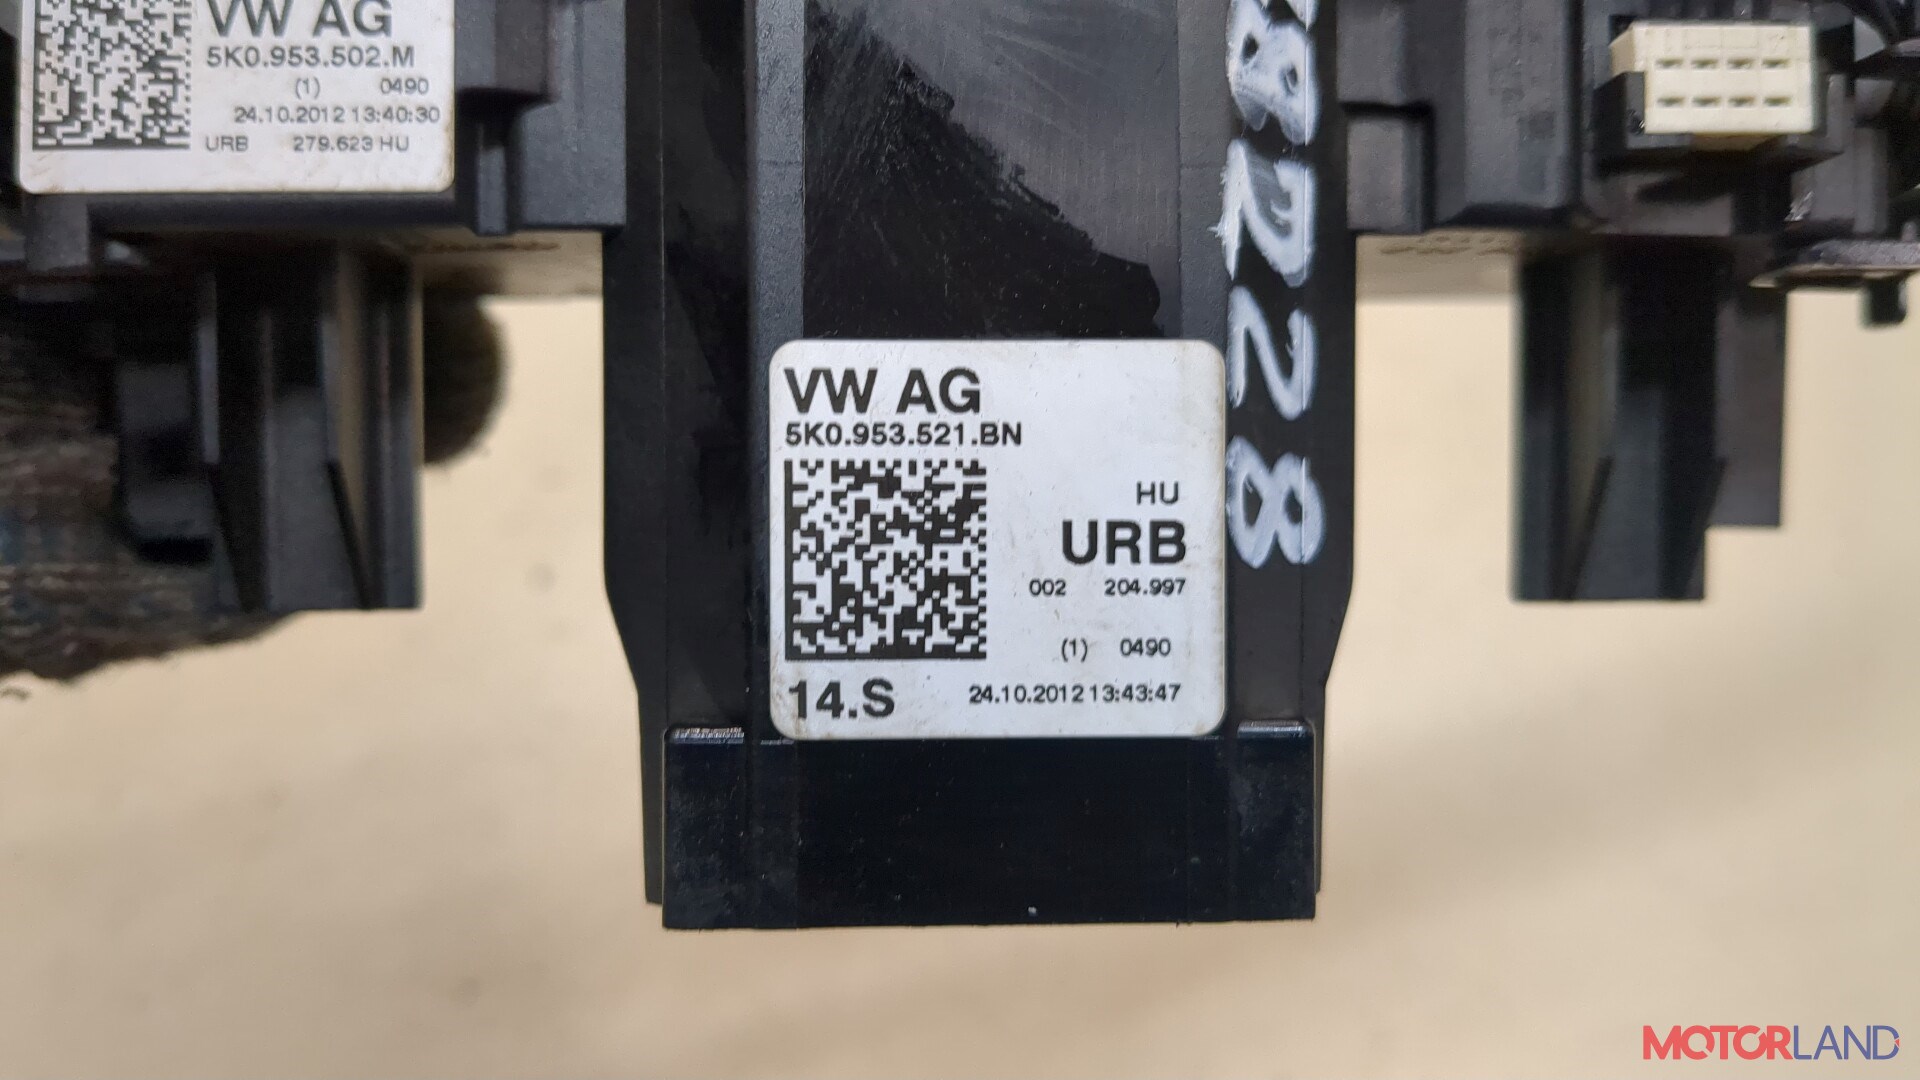 VW AG
5K0.953.502.M
(1) 0490
24.10.2012 13:40:30
URB 279.623 HU
8228
VW AG
5K0.953.521.BN
HU
URB
002 204.997
(1) 0490
14.S 24.10.2012 13:43:47
MOTORLAND